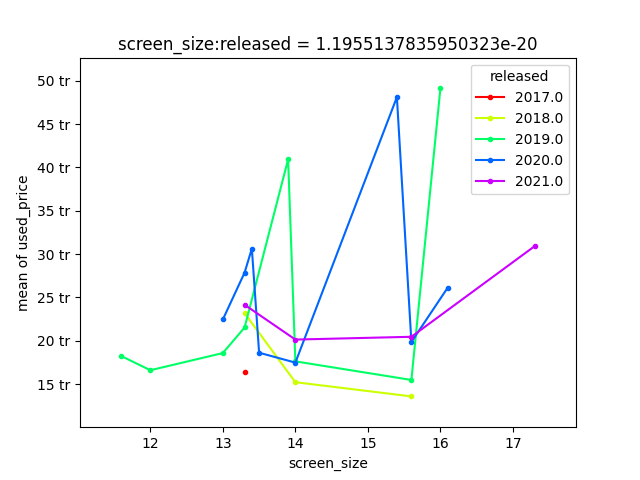 screen_size:released = 1.1955137835950323e-20
released
2017.0
2018.0
2019.0
2020.0
2021.0
50 tr
45 tr
40 tr
35 tr
30 tr
25 tr
20 tr
15 tr
mean of used_price
12
13
14
15
16
17
screen_size